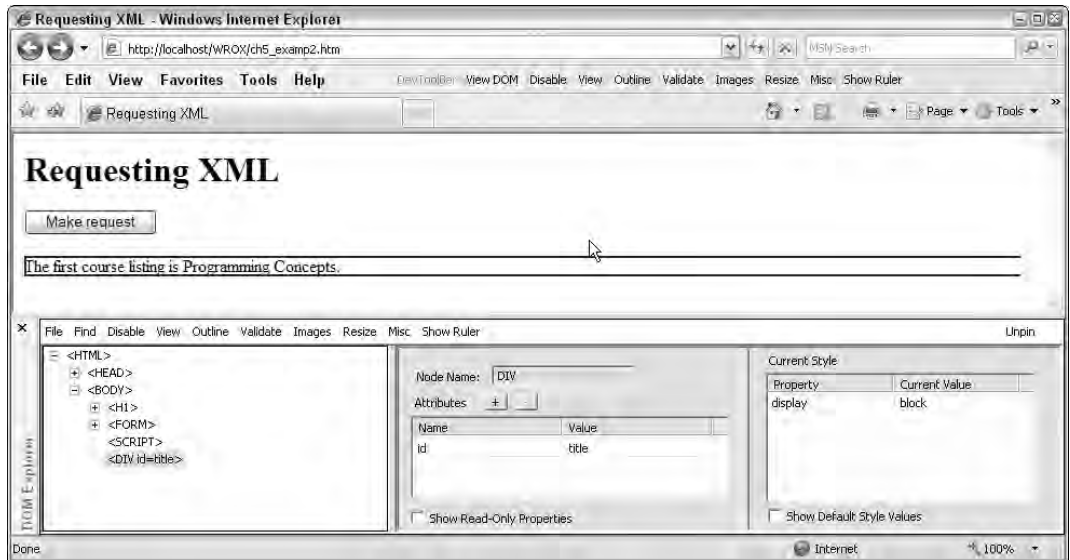 Requesting XML - Windows Internet Explorer
http://localhost/WROX/ch5_examp2.htm
MSN Search
File Edit View Favorites Tools Help
View DOM Disable View Outline Validate Images Resize Misc Show Ruler
Requesting XML
Page Tools
Requesting XML
Make request
The first course listing is Programming Concepts.
File Find Disable View Outline Validate Images Resize Misc Show Ruler Unpin
<HTML>
<HEAD>
<BODY>
<H1>
<FORM>
<SCRIPT>
<DIV id=title>
DOM Explorer
Node Name: DIV
Attributes +
Name Value
id title
Show Read-Only Properties
Current Style
Property Current Value
display block
Show Default Style Values
Done Internet 100%